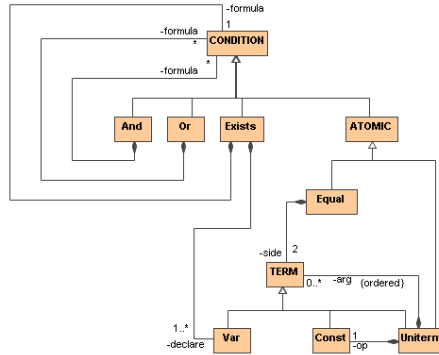 -formula
1
-formula
*
CONDITION
*
-formula
And
Or
Exists
ATOMIC
Equal
-side
2
TERM
0..*
-arg
{ordered}
1..*
-declare
Var
Const
1
-op
Uniterm